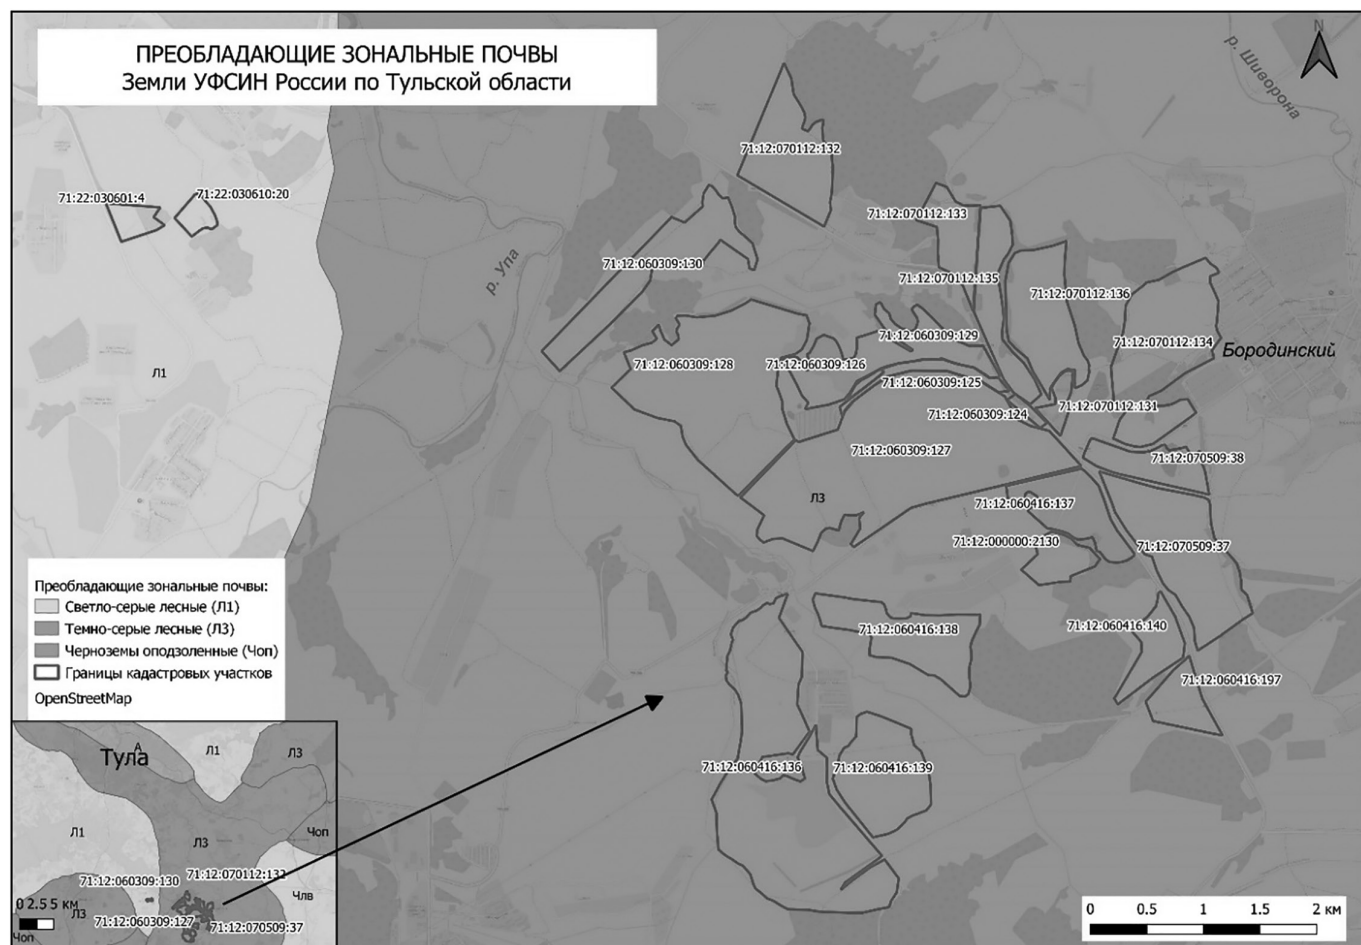 ПРЕОБЛАДАЮЩИЕ ЗОНАЛЬНЫЕ ПОЧВЫ
Земли УФСИН России по Тульской области
N
р. Шиворона
71:12:070112:132
71:22:030601:4
71:22:030610:20
71:12:070112:133
р. Упа
71:12:060309:130
71:12:070112:135
71:12:070112:136
71:12:060309:129
71:12:070112:134
Бородинский
71:12:060309:128
71:12:060309:126
Л1
71:12:060309:125
71:12:070112:131
71:12:060309:124
71:12:060309:127
71:12:070509:38
Л3
71:12:060416:137
71:12:000000:2130
71:12:070509:37
71:12:060416:138
71:12:060416:140
71:12:060416:197
71:12:060416:136
71:12:060416:139
Преобладающие зональные почвы:
Светло-серые лесные (Л1)
Темно-серые лесные (Л3)
Черноземы оподзоленные (Чоп)
Границы кадастровых участков
OpenStreetMap
А
Тула
Л1
Л3
Л1
Л3
Чоп
71:12:070112:132
71:12:060309:130
Члв
0 2.5 5 км
Л3
71:12:060309:127
71:12:070509:37
Чоп
0 0.5 1 1.5 2 км